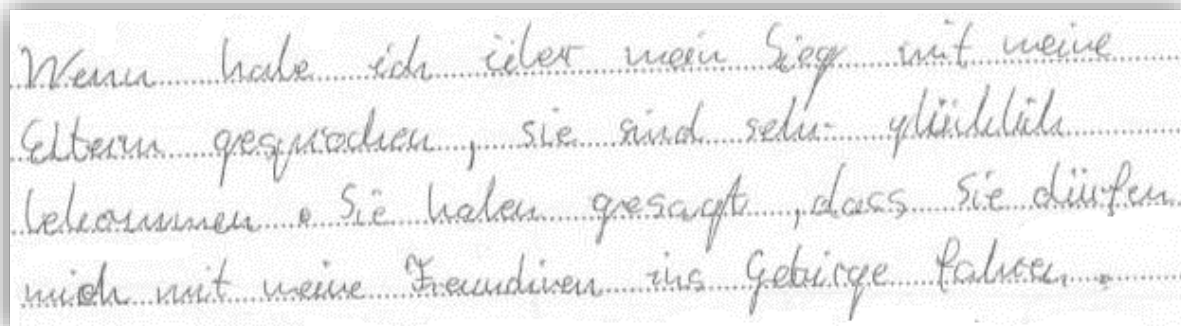 Wenn habe ich über mein Sieg mit meine
Eltern gesprochen, sie sind sehr glücklich
bekommen. Sie haben gesagt, dass sie dürfen
mich mit meine Freundinen ins Gebirge fahren.